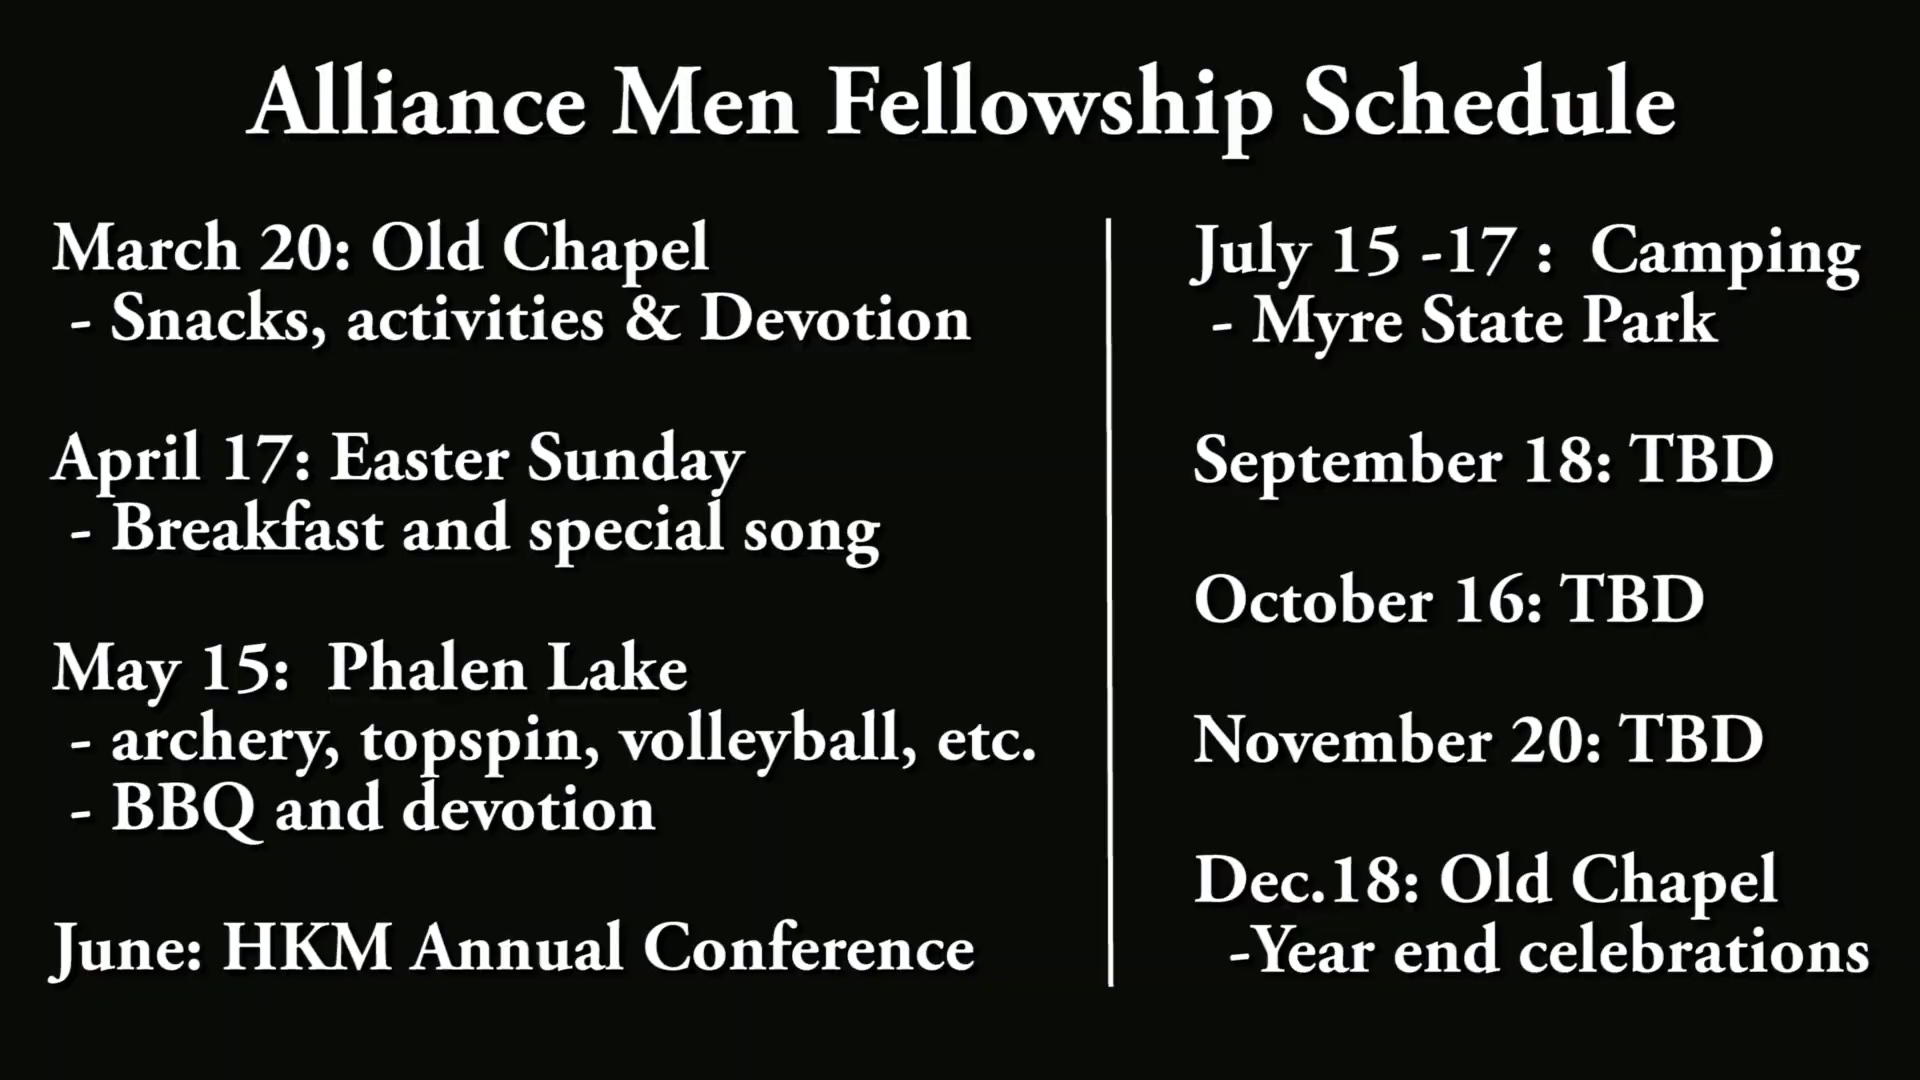 Alliance Men Fellowship Schedule
March 20: Old Chapel
- Snacks, activities & Devotion
April 17: Easter Sunday
- Breakfast and special song
May 15: Phalen Lake
- archery, topspin, volleyball, etc.
- BBQ and devotion
June: HKM Annual Conference
July 15 -17 : Camping
- Myre State Park
September 18: TBD
October 16: TBD
November 20: TBD
Dec.18: Old Chapel
-Year end celebrations